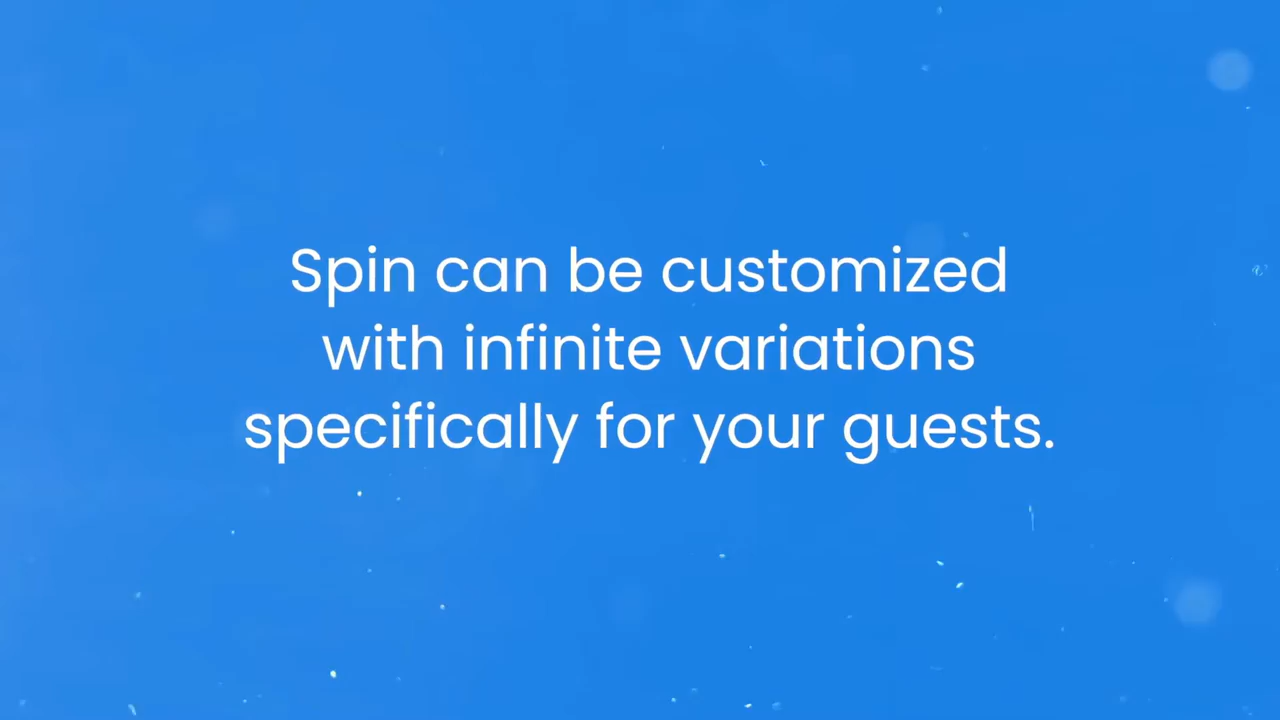 Spin can be customized
with infinite variations
specifically for your guests.